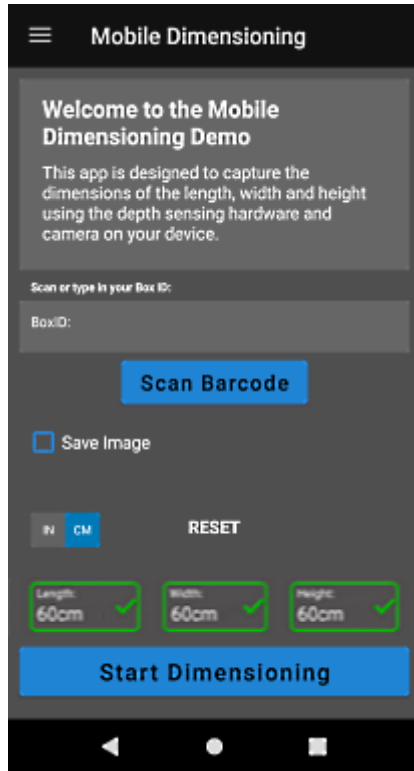 Mobile Dimensioning
Welcome to the Mobile
Dimensioning Demo
This app is designed to capture the
dimensions of the length, width and height
using the depth sensing hardware and
camera on your device.
Scan or type in your Box ID:
BoxID:
Scan Barcode
Save Image
IN CM RESET
Length: Width: Height:
60cm 60cm 60cm
Start Dimensioning